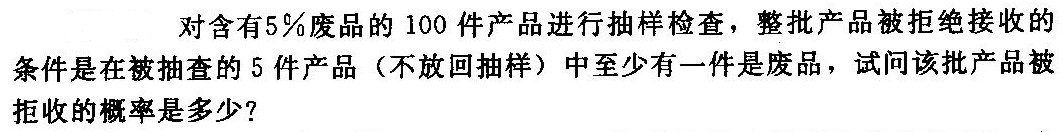 对含有5%废品的 100 件产品进行抽样检查，整批产品被拒绝接收的
条件是在被抽查的 5 件产品（不放回抽样）中至少有一件是废品，试问该批产品被
拒收的概率是多少？